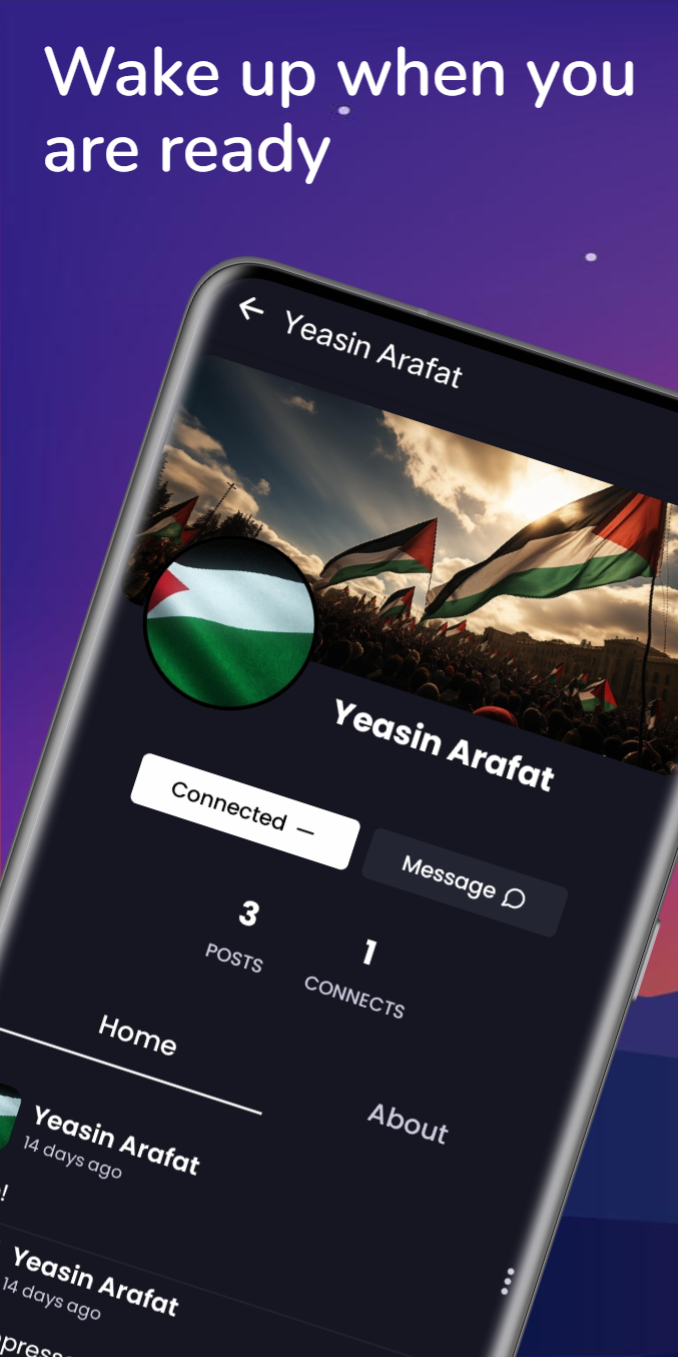 Wake up when you
are ready
Yeasin Arafat
Yeasin Arafat
Connected —
Message
3
POSTS
1
CONNECTS
Home
About
Yeasin Arafat
14 days ago
Yeasin Arafat
14 days ago